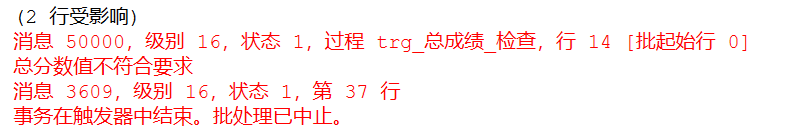 (2 行受影响)
消息 50000，级别 16，状态 1，过程 trg_总成绩_检查，行 14 [批起始行 0]
总分数值不符合要求
消息 3609，级别 16，状态 1，第 37 行
事务在触发器中结束。批处理已中止。